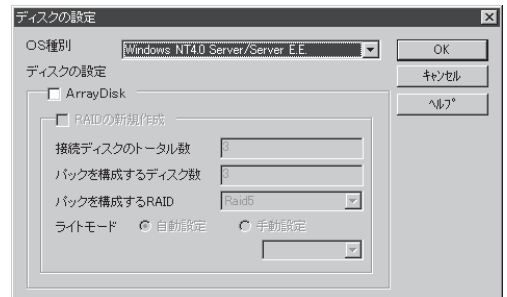 ディスクの設定
OS種別 Windows NT4.0 Server/Server E.E.
OK
ディスクの設定
キャンセル
ArrayDisk
ヘルプ
RAIDの新規作成
接続ディスクのトータル数 3
パックを構成するディスク数 3
パックを構成するRAID Raid5
ライトモード 自動設定 手動設定